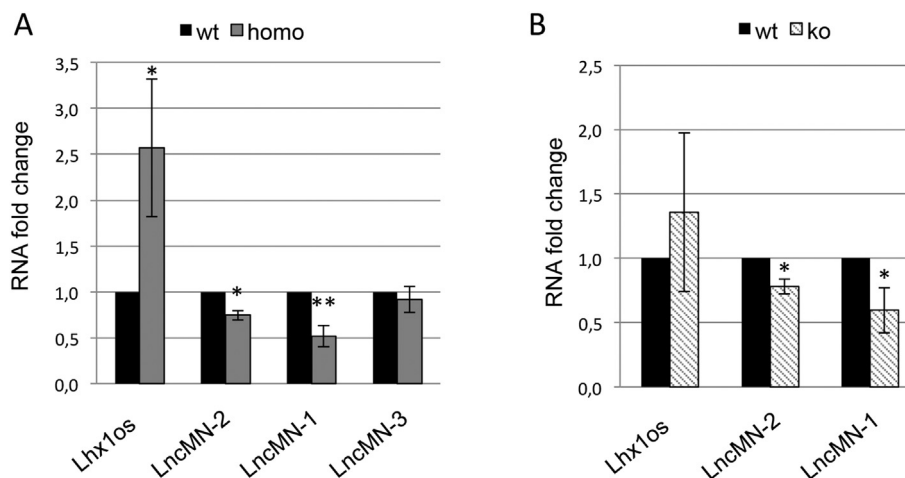 A
wt homo
RNA fold change
3,5
3,0
2,5
2,0
1,5
1,0
0,5
0,0
*
*
**
Lhx1os
LncMN-2
LncMN-1
LncMN-3
B
wt ko
RNA fold change
2,5
2,0
1,5
1,0
0,5
0,0
*
*
Lhx1os
LncMN-2
LncMN-1